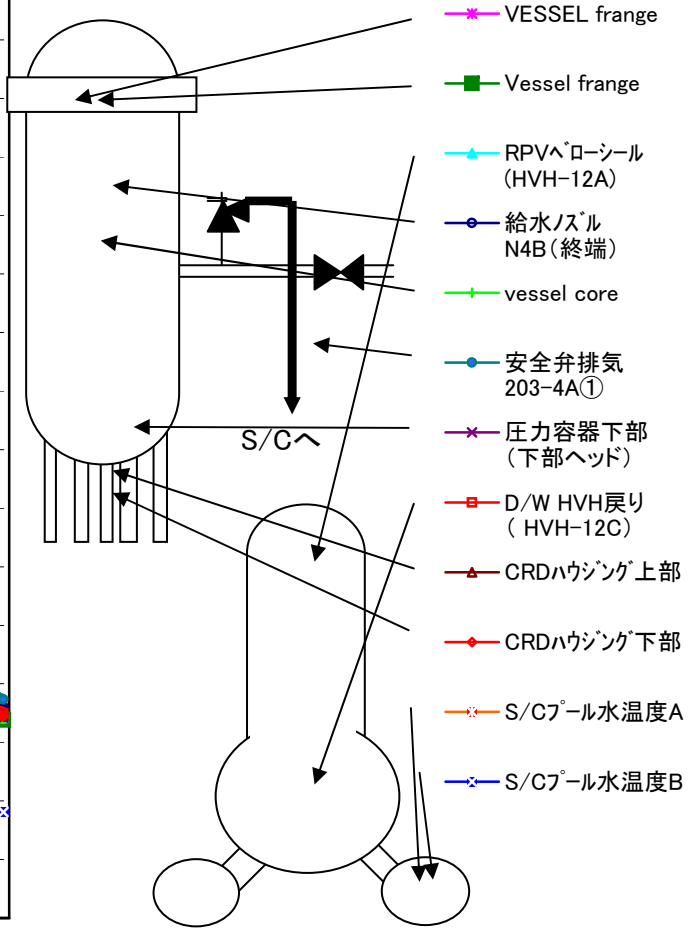 VESSEL frange
Vessel frange
RPVベローシール
(HVH-12A)
給水ノズル
N4B(終端)
vessel core
安全弁排気
203-4A①
圧力容器下部
(下部ヘッド)
D/W HVH戻り
( HVH-12C)
CRDハウジング上部
CRDハウジング下部
S/Cプール水温度A
S/Cプール水温度B
S/Cへ